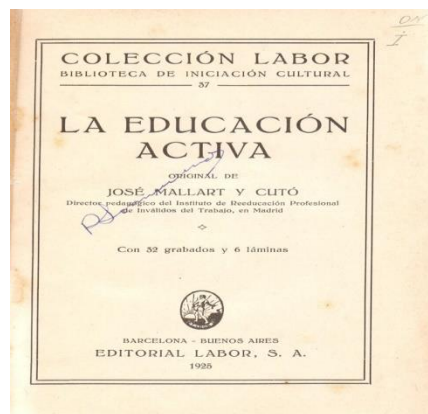 COLECCIÓN LABOR
BIBLIOTECA DE INICIACIÓN CULTURAL
37
LA EDUCACIÓN
ACTIVA
ORIGINAL DE
JOSÉ MALLART Y CUTÓ
Director pedagógico del Instituto de Reeducación Profesional
de Inválidos del Trabajo, en Madrid
Con 32 grabados y 6 láminas
BARCELONA - BUENOS AIRES
EDITORIAL LABOR, S. A.